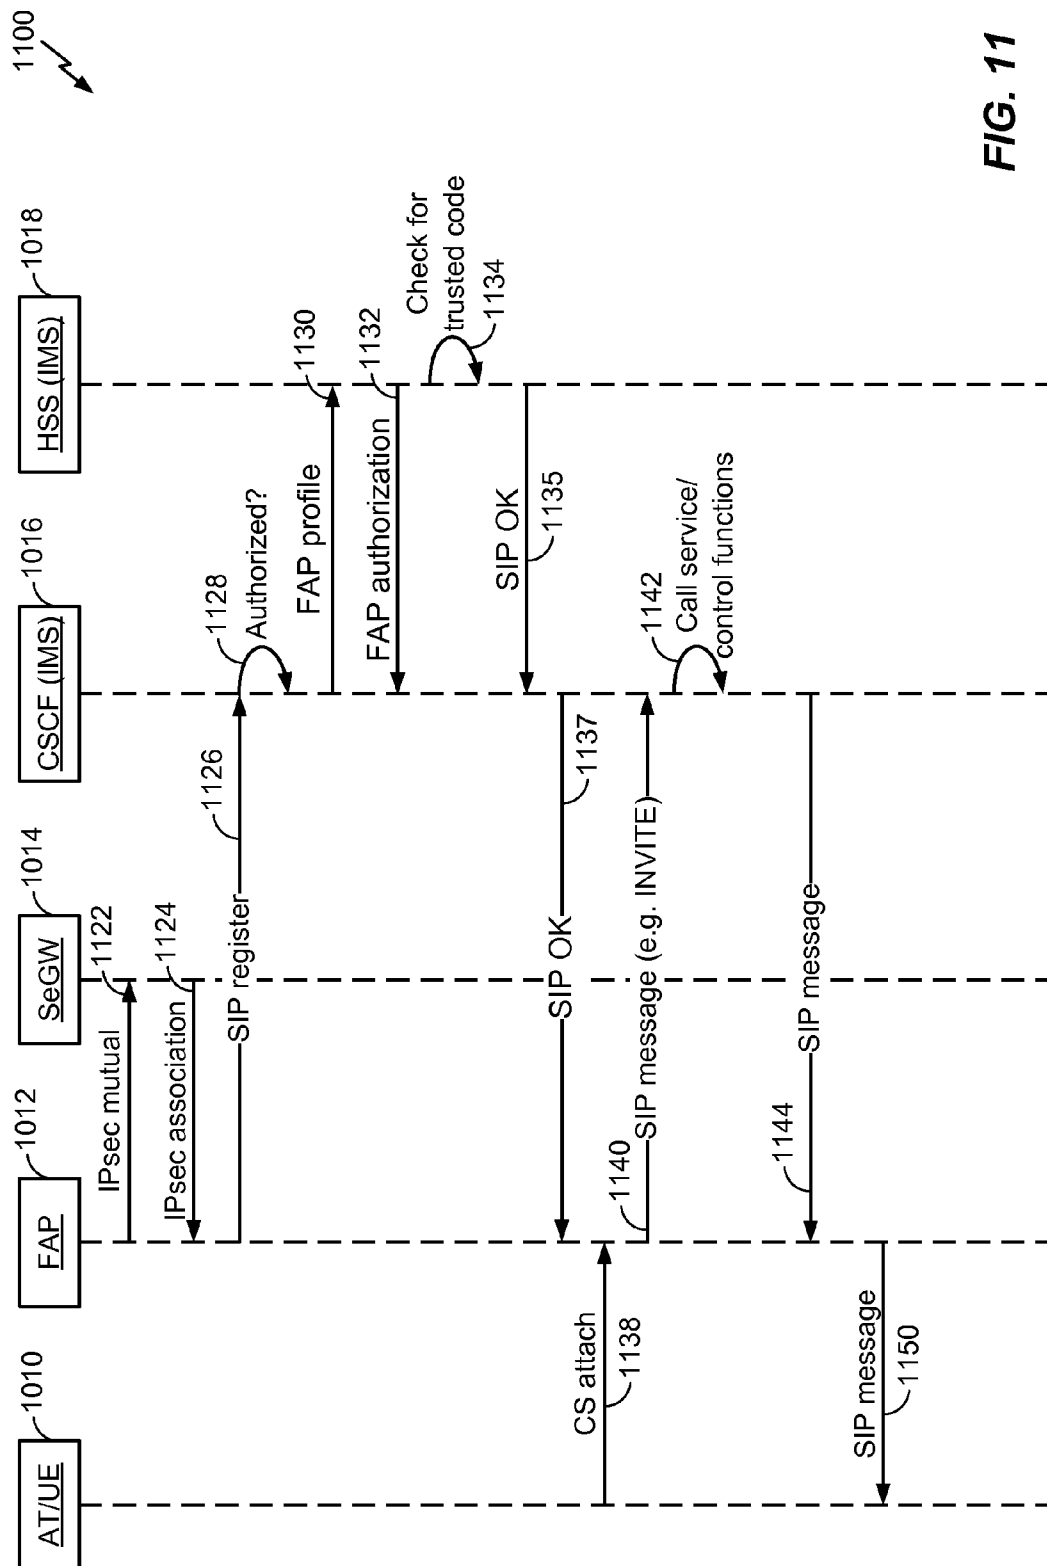 1100
1010
1012
1014
1016
1018
AT/UE
FAP
SeGW
CSCF (IMS)
HSS (IMS)
IPsec mutual
1122
IPsec association
1124
SIP register
1126
1128
Authorized?
FAP profile
1130
FAP authorization
1132
Check for
trusted code
1134
SIP OK
1135
SIP OK
1137
CS attach
1138
1140
SIP message (e.g. INVITE)
1142
Call service/
control functions
1144
SIP message
SIP message
1150
FIG. 11